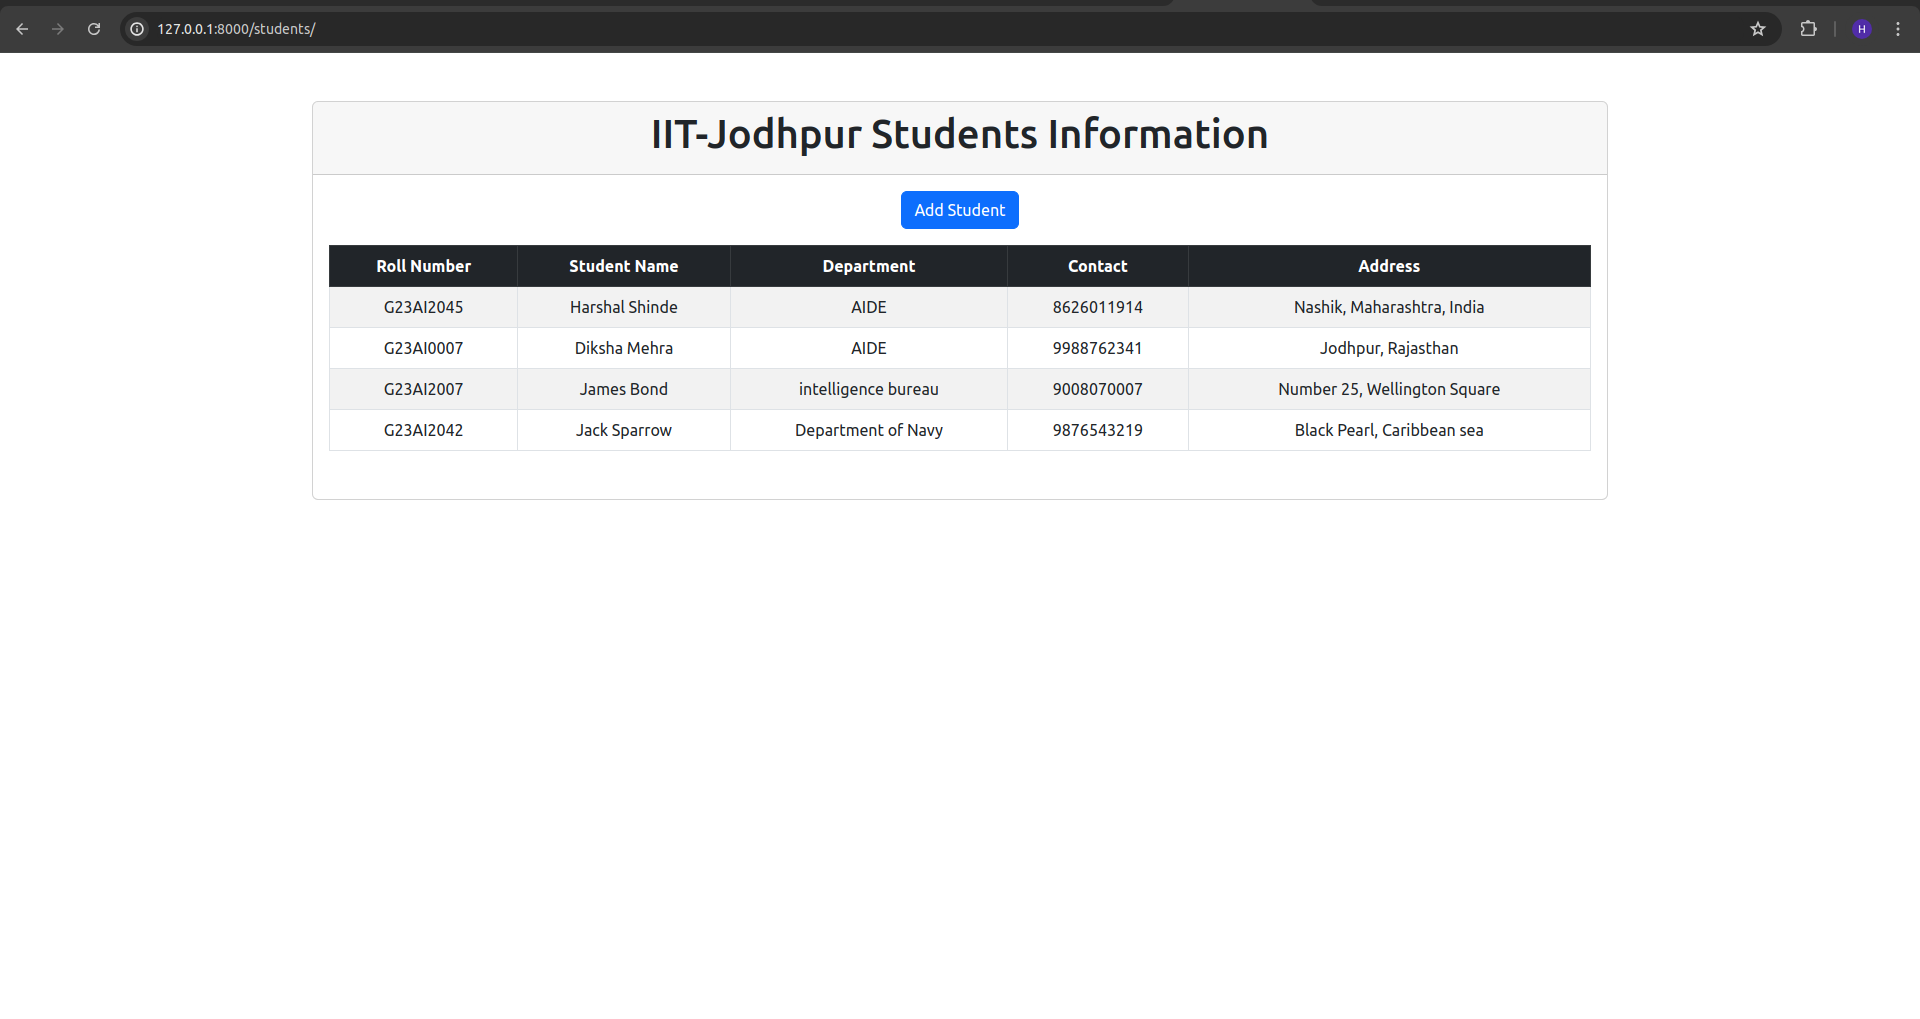 127.0.0.1:8000/students/
H
IIT-Jodhpur Students Information
Add Student
Roll Number Student Name Department Contact Address
G23AI2045 Harshal Shinde AIDE 8626011914 Nashik, Maharashtra, India
G23AI0007 Diksha Mehra AIDE 9988762341 Jodhpur, Rajasthan
G23AI2007 James Bond intelligence bureau 9008070007 Number 25, Wellington Square
G23AI2042 Jack Sparrow Department of Navy 9876543219 Black Pearl, Caribbean sea